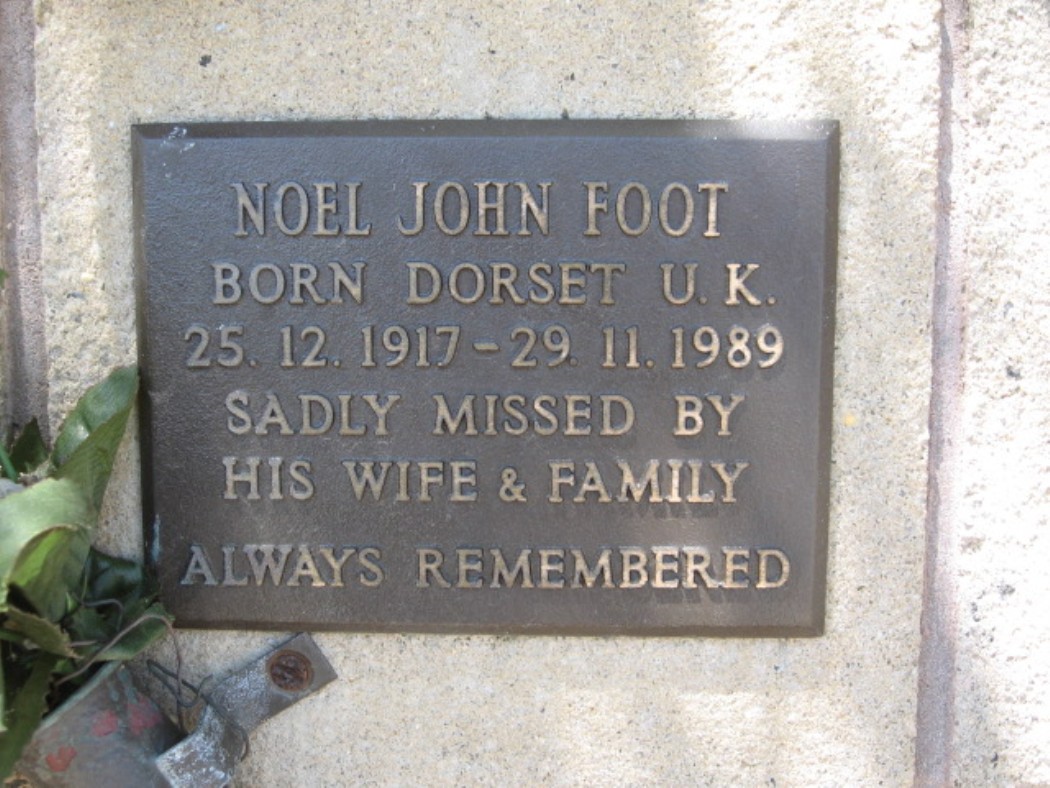 NOEL JOHN FOOT
BORN DORSET U.K.
25.12.1917-29.11.1989
SADLY MISSED BY
HIS WIFE & FAMILY
ALWAYS REMEMBERED